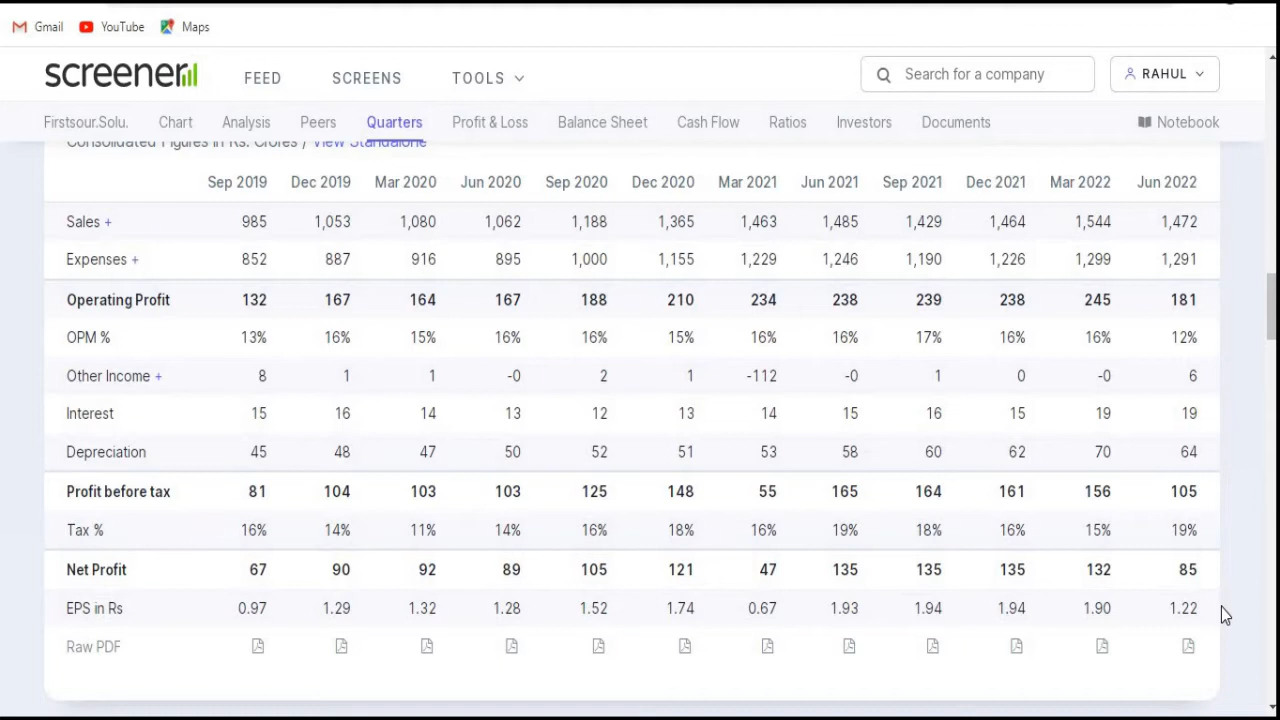 Gmail YouTube Maps
screener FEED SCREENS TOOLS Search for a company RAHUL
Firstsour.Solu. Chart Analysis Peers Quarters Profit & Loss Balance Sheet Cash Flow Ratios Investors Documents Notebook
Consolidated Figures in Rs. Crores / View Standalone
Sep 2019 Dec 2019 Mar 2020 Jun 2020 Sep 2020 Dec 2020 Mar 2021 Jun 2021 Sep 2021 Dec 2021 Mar 2022 Jun 2022
Sales + 985 1,053 1,080 1,062 1,188 1,365 1,463 1,485 1,429 1,464 1,544 1,472
Expenses + 852 887 916 895 1,000 1,155 1,229 1,246 1,190 1,226 1,299 1,291
Operating Profit 132 167 164 167 188 210 234 238 239 238 245 181
OPM % 13% 16% 15% 16% 16% 15% 16% 16% 17% 16% 16% 12%
Other Income + 8 1 1 -0 2 1 -112 -0 1 0 -0 6
Interest 15 16 14 13 12 13 14 15 16 15 19 19
Depreciation 45 48 47 50 52 51 53 58 60 62 70 64
Profit before tax 81 104 103 103 125 148 55 165 164 161 156 105
Tax % 16% 14% 11% 14% 16% 18% 16% 19% 18% 16% 15% 19%
Net Profit 67 90 92 89 105 121 47 135 135 135 132 85
EPS in Rs 0.97 1.29 1.32 1.28 1.52 1.74 0.67 1.93 1.94 1.94 1.90 1.22
Raw PDF